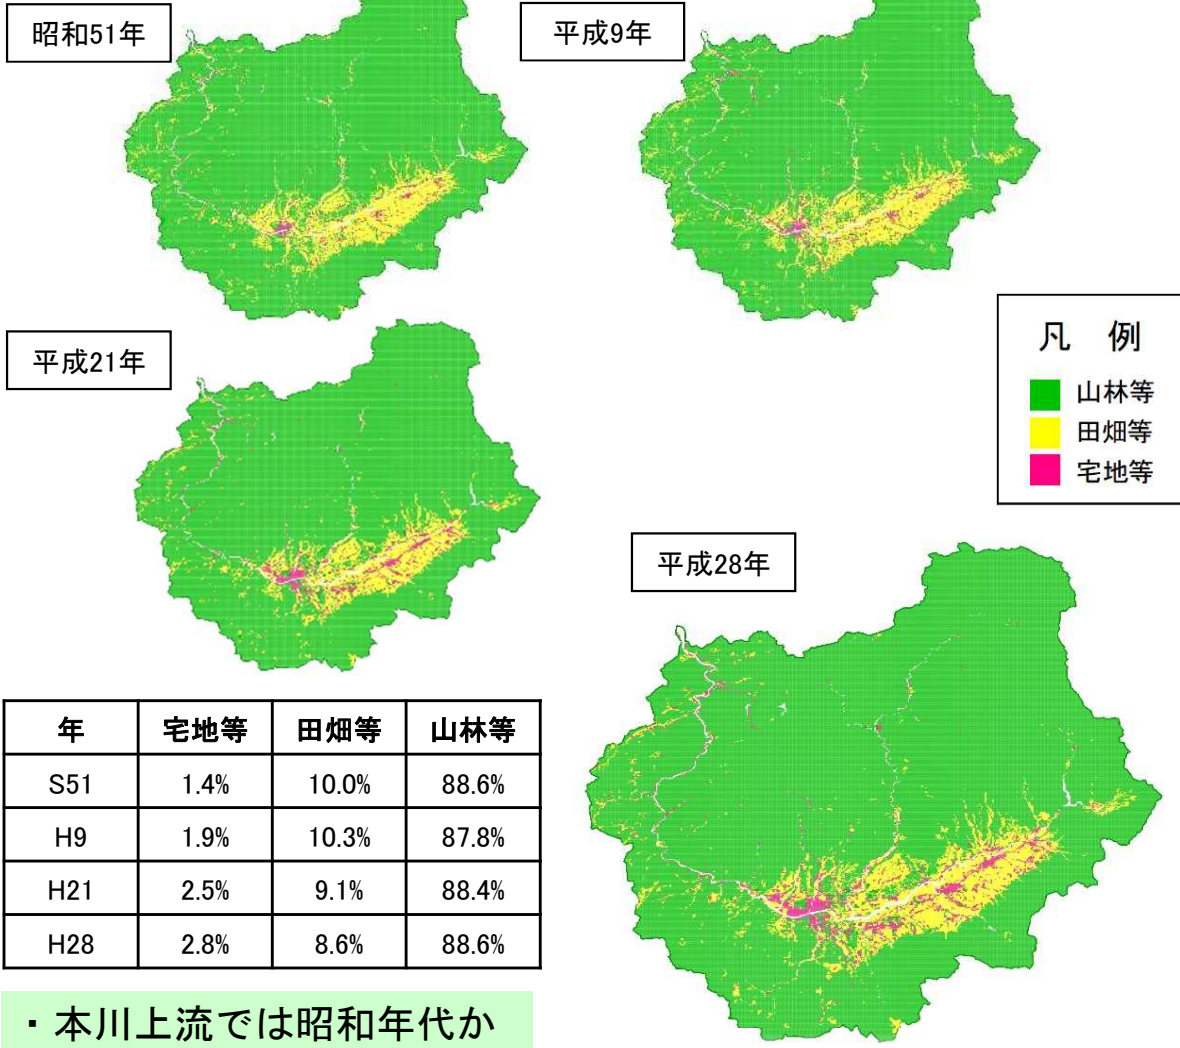 昭和51年
平成9年
平成21年
凡 例
山林等
田畑等
宅地等
平成28年
年 宅地等 田畑等 山林等
S51 1.4% 10.0% 88.6%
H9 1.9% 10.3% 87.8%
H21 2.5% 9.1% 88.4%
H28 2.8% 8.6% 88.6%
・本川上流では昭和年代か